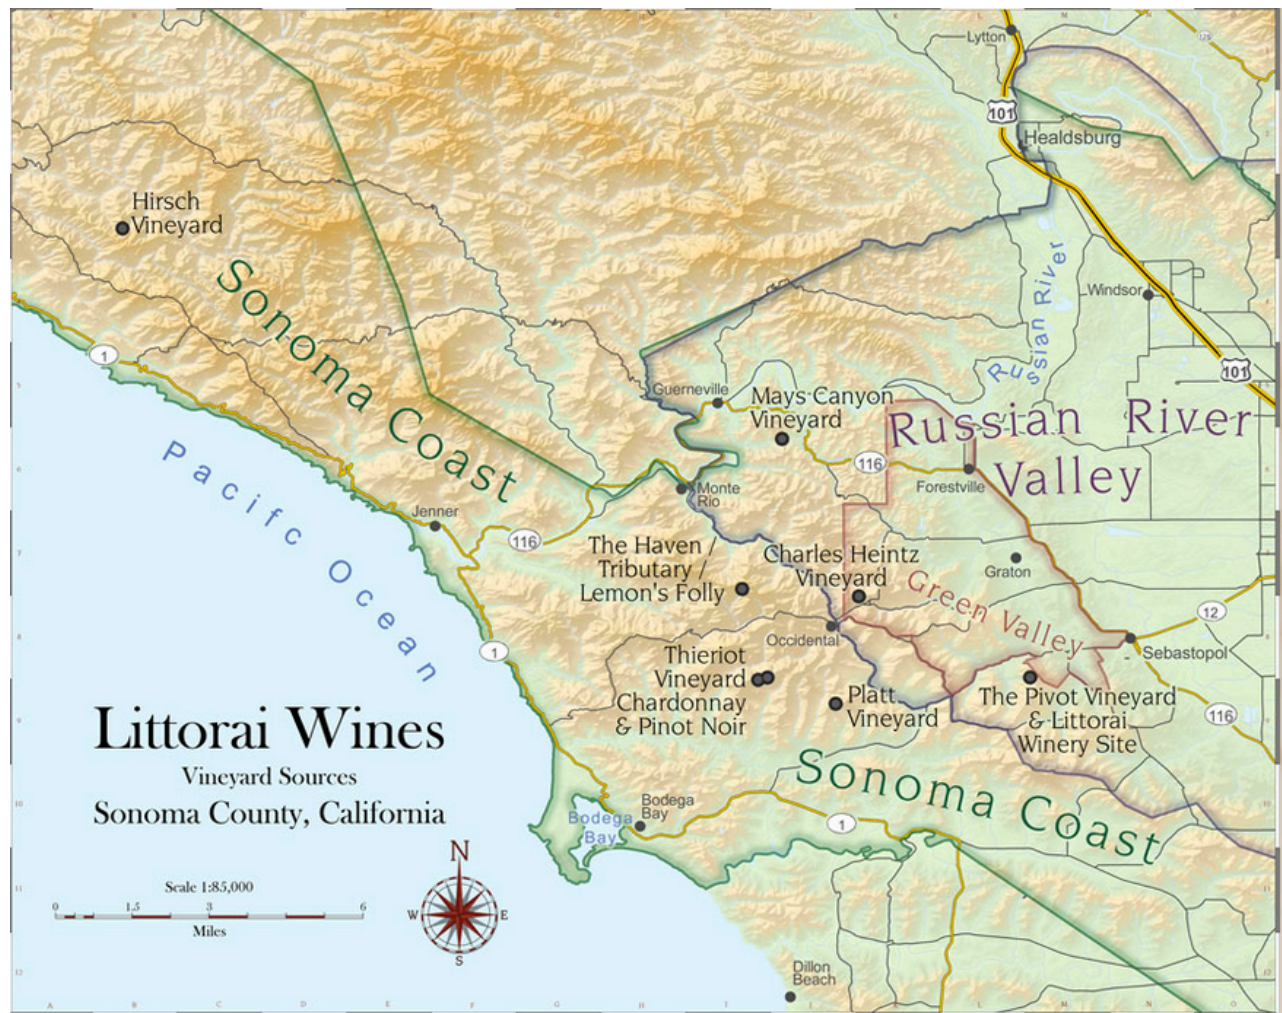 Lytton
101
Healdsburg
Hirsch
Vineyard
Sonoma Coast
Russian River
Windsor
1
101
Guerneville
Mays Canyon
Vineyard
Russian River
Valley
Pacifc Ocean
116
Forestville
Monte
Rio
Jenner
116
The Haven /
Tributary /
Lemon's Folly
Charles Heintz
Vineyard
Graton
Green Valley
12
Occidental
Sebastopol
1
Thieriot
Vineyard
Chardonnay
& Pinot Noir
Platt
Vineyard
The Pivot Vineyard
& Littorai
Winery Site
116
Littorai Wines
Vineyard Sources
Sonoma County, California
Sonoma Coast
Bodega
Bay
Bodega
Bay
1
N
W
E
S
Scale 1:85,000
0 1.5 3 6
Miles
Dillon
Beach